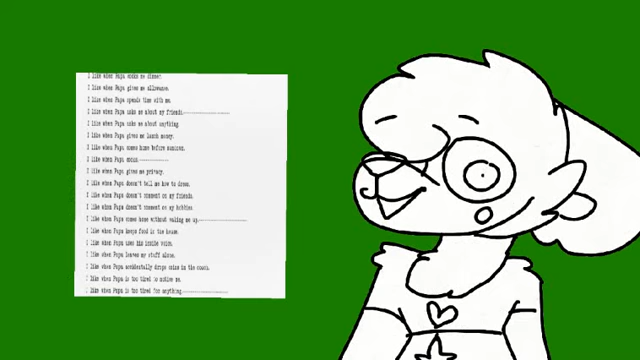 I like when Papa cooks me dinner.
I like when Papa gives me allowance.
I like when Papa spends time with me.
I like when Papa asks me about my friends.
I like when Papa asks me about anything.
I like when Papa gives me lunch money.
I like when Papa comes home before sunrise.
I like when Papa
I like when Papa gives me privacy.
I like when Papa doesn't tell me how to dress.
I like when Papa doesn't comment on my friends.
I like when Papa doesn't comment on my hobbies.
I like when Papa comes home without waking me up.
I like when Papa keeps food in the house.
I like when Papa uses his inside voice.
I like when Papa leaves my stuff alone.
I like when Papa accidentally drops coins in the couch.
I like when Papa is too tired to notice me.
I like when Papa is too tired for anything.